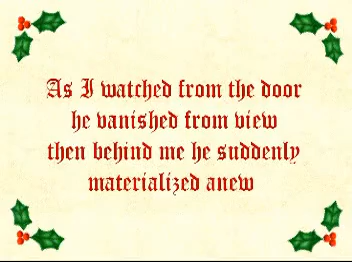 As I watched from the door
he vanished from view
then behind me he suddenly
materialized anew